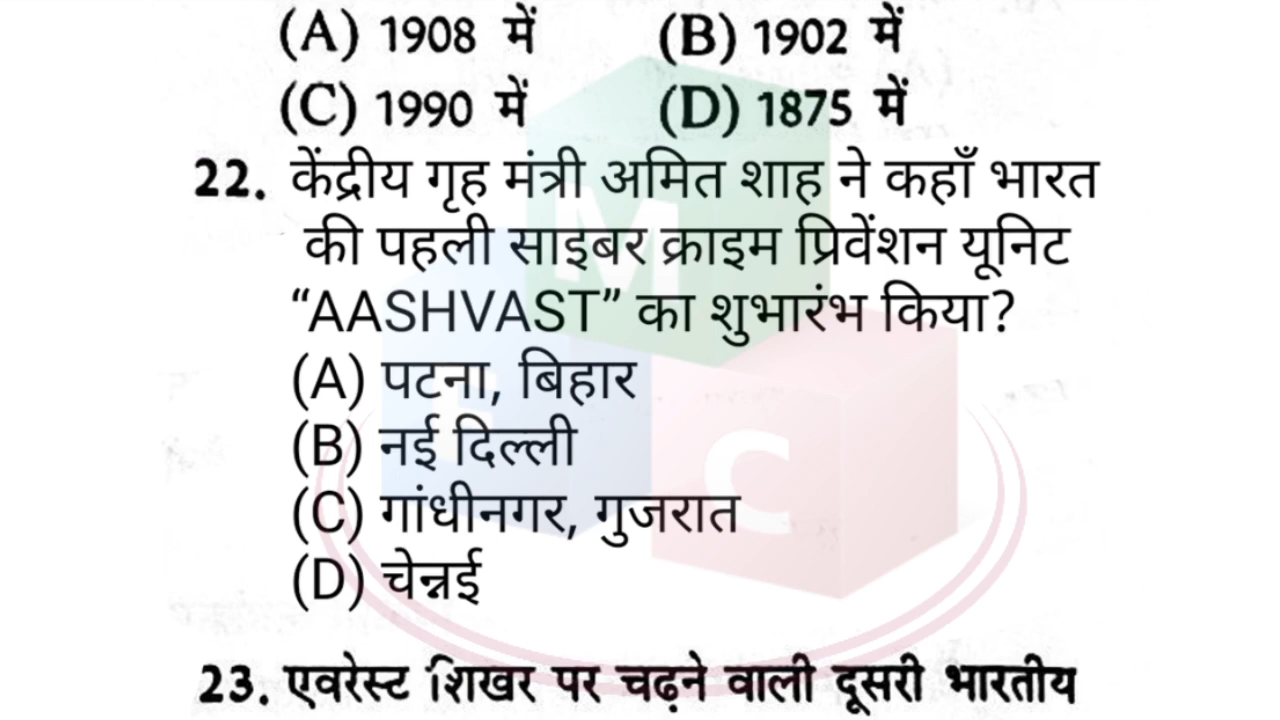 (A) 1908 में (B) 1902 में
(C) 1990 में (D) 1875 में
22. केंद्रीय गृह मंत्री अमित शाह ने कहाँ भारत
की पहली साइबर क्राइम प्रिवेंशन यूनिट
“AASHVAST” का शुभारंभ किया?
(A) पटना, बिहार
(B) नई दिल्ली
(C) गांधीनगर, गुजरात
(D) चेन्नई
M
C
23. एवरेस्ट शिखर पर चढ़ने वाली दूसरी भारतीय